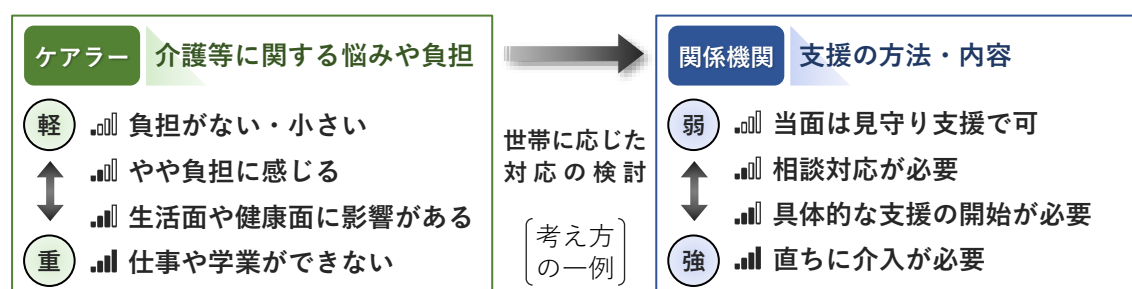 ケアラー 介護等に関する悩みや負担
軽 負担がない・小さい
やや負担に感じる
生活面や健康面に影響がある
重 仕事や学業ができない
世帯に応じた
対応の検討
考え方
の一例
関係機関 支援の方法・内容
弱 当面は見守り支援で可
相談対応が必要
具体的な支援の開始が必要
強 直ちに介入が必要